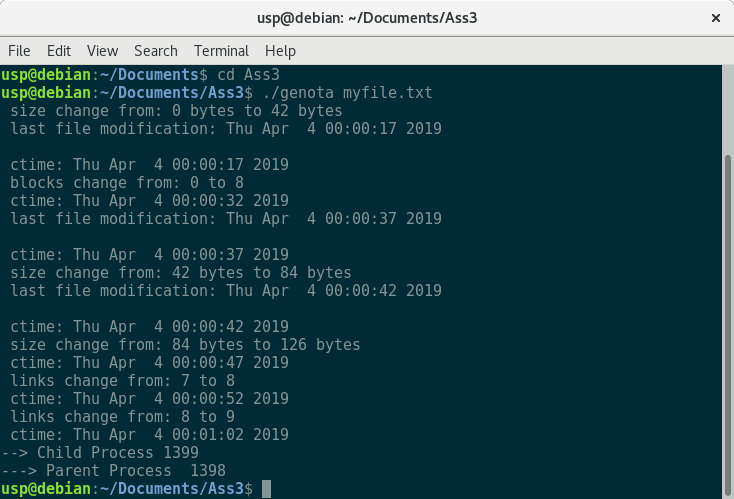 usp@debian: ~/Documents/Ass3
File Edit View Search Terminal Help
usp@debian:~/Documents$ cd Ass3
usp@debian:~/Documents/Ass3$ ./genota myfile.txt
size change from: 0 bytes to 42 bytes
last file modification: Thu Apr  4 00:00:17 2019
ctime: Thu Apr  4 00:00:17 2019
blocks change from: 0 to 8
ctime: Thu Apr  4 00:00:32 2019
last file modification: Thu Apr  4 00:00:37 2019
ctime: Thu Apr  4 00:00:37 2019
size change from: 42 bytes to 84 bytes
last file modification: Thu Apr  4 00:00:42 2019
ctime: Thu Apr  4 00:00:42 2019
size change from: 84 bytes to 126 bytes
ctime: Thu Apr  4 00:00:47 2019
links change from: 7 to 8
ctime: Thu Apr  4 00:00:52 2019
links change from: 8 to 9
ctime: Thu Apr  4 00:01:02 2019
--> Child Process 1399
---> Parent Process  1398
usp@debian:~/Documents/Ass3$